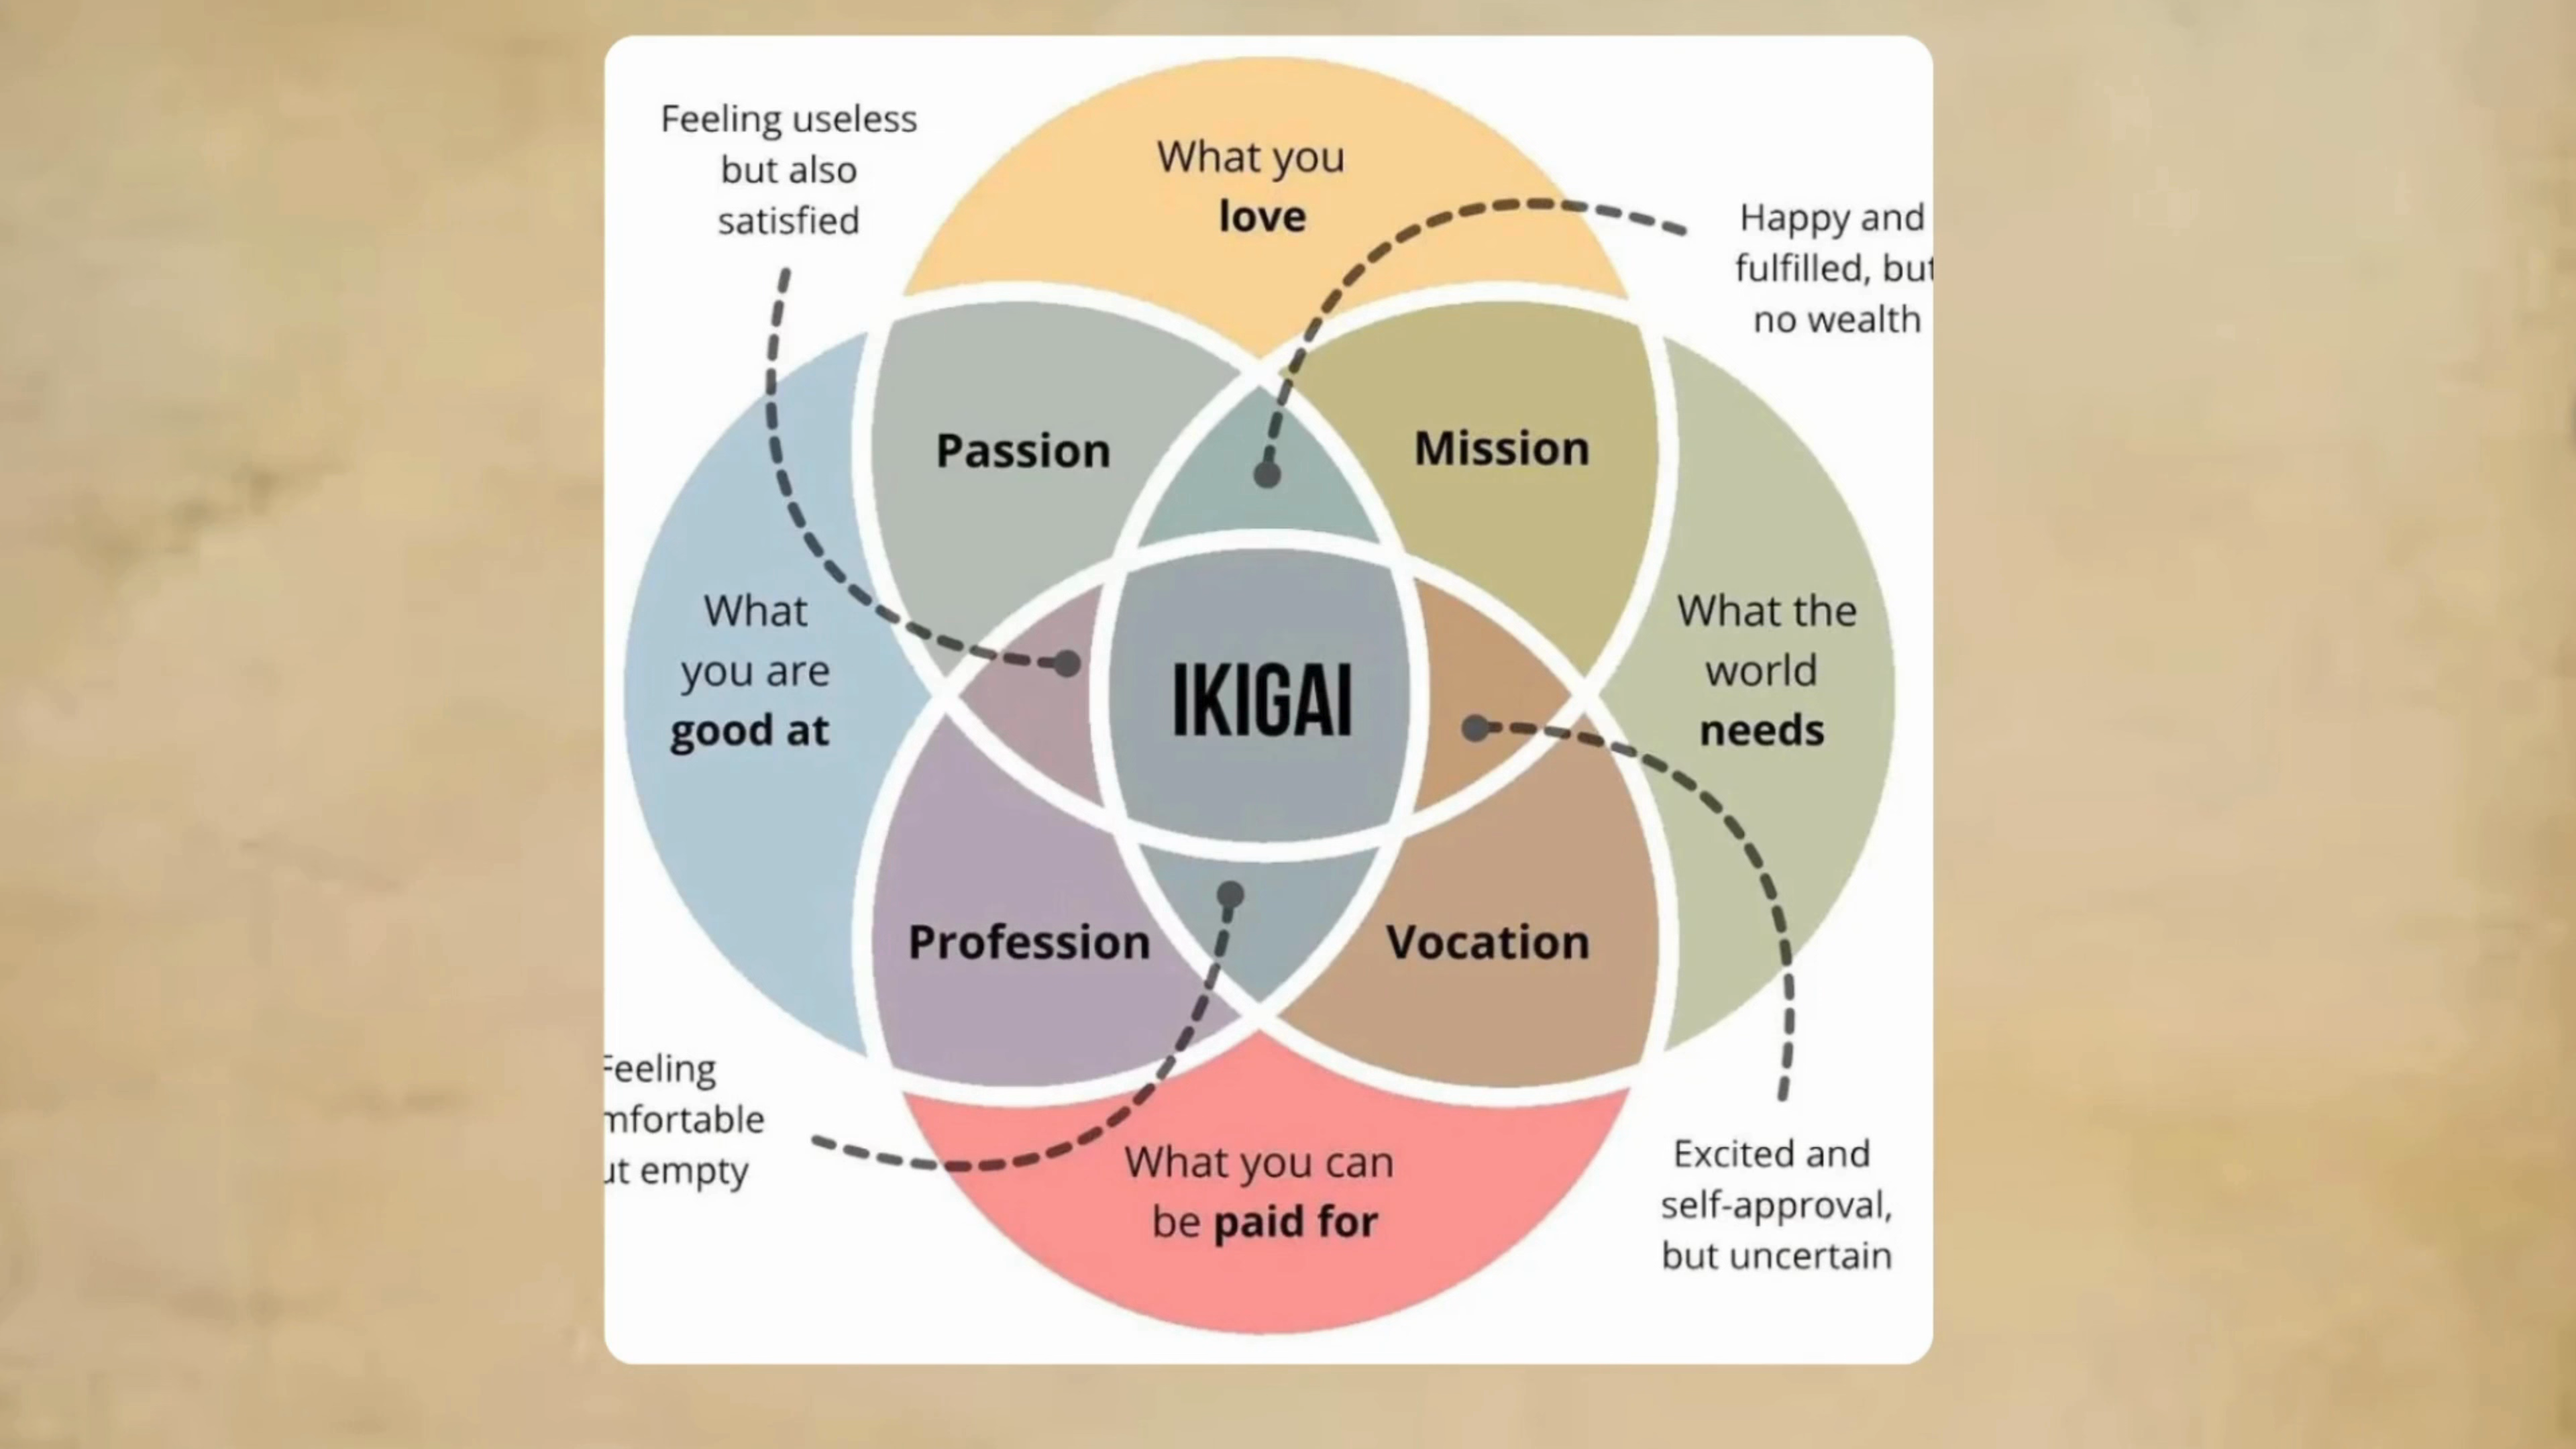 Feeling useless
but also
satisfied
What you
love
Happy and
fulfilled, but
no wealth
Passion
Mission
What
you are
good at
IKIGAI
What the
world
needs
Profession
Vocation
Feeling
mfortable
ut empty
What you can
be paid for
Excited and
self-approval,
but uncertain